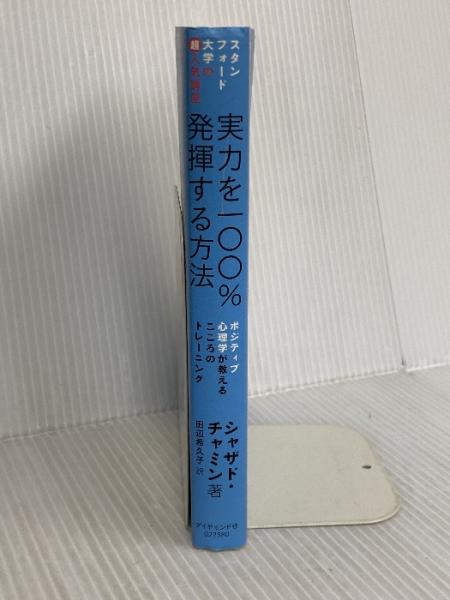 スタン
フォード
大学の
超人気講座
実力を一〇〇%
発揮する方法
ポジティブ
心理学が教える
こころの
トレーニング
シャザド・
チャミン著
田辺希久子 訳
ダイヤモンド社
022580